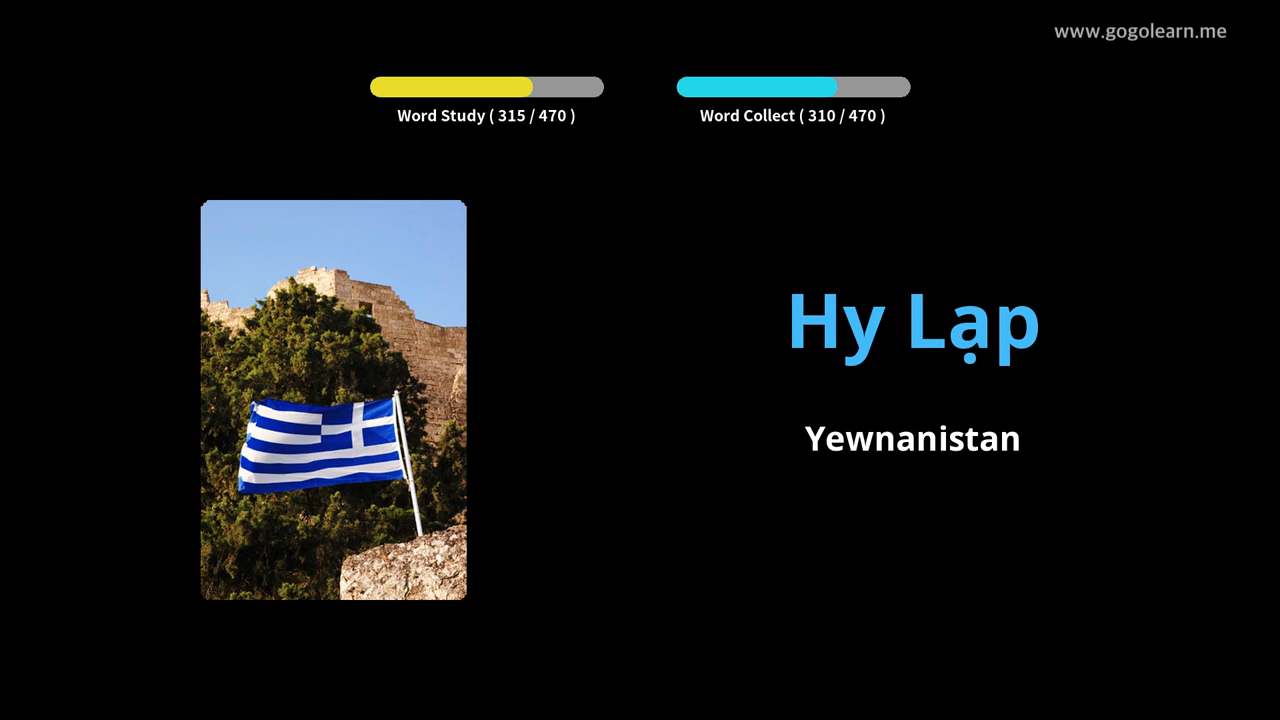 www.gogolearn.me
Word Study ( 315 / 470 )
Word Collect ( 310 / 470 )
Hy Lạp
Yewnanistan